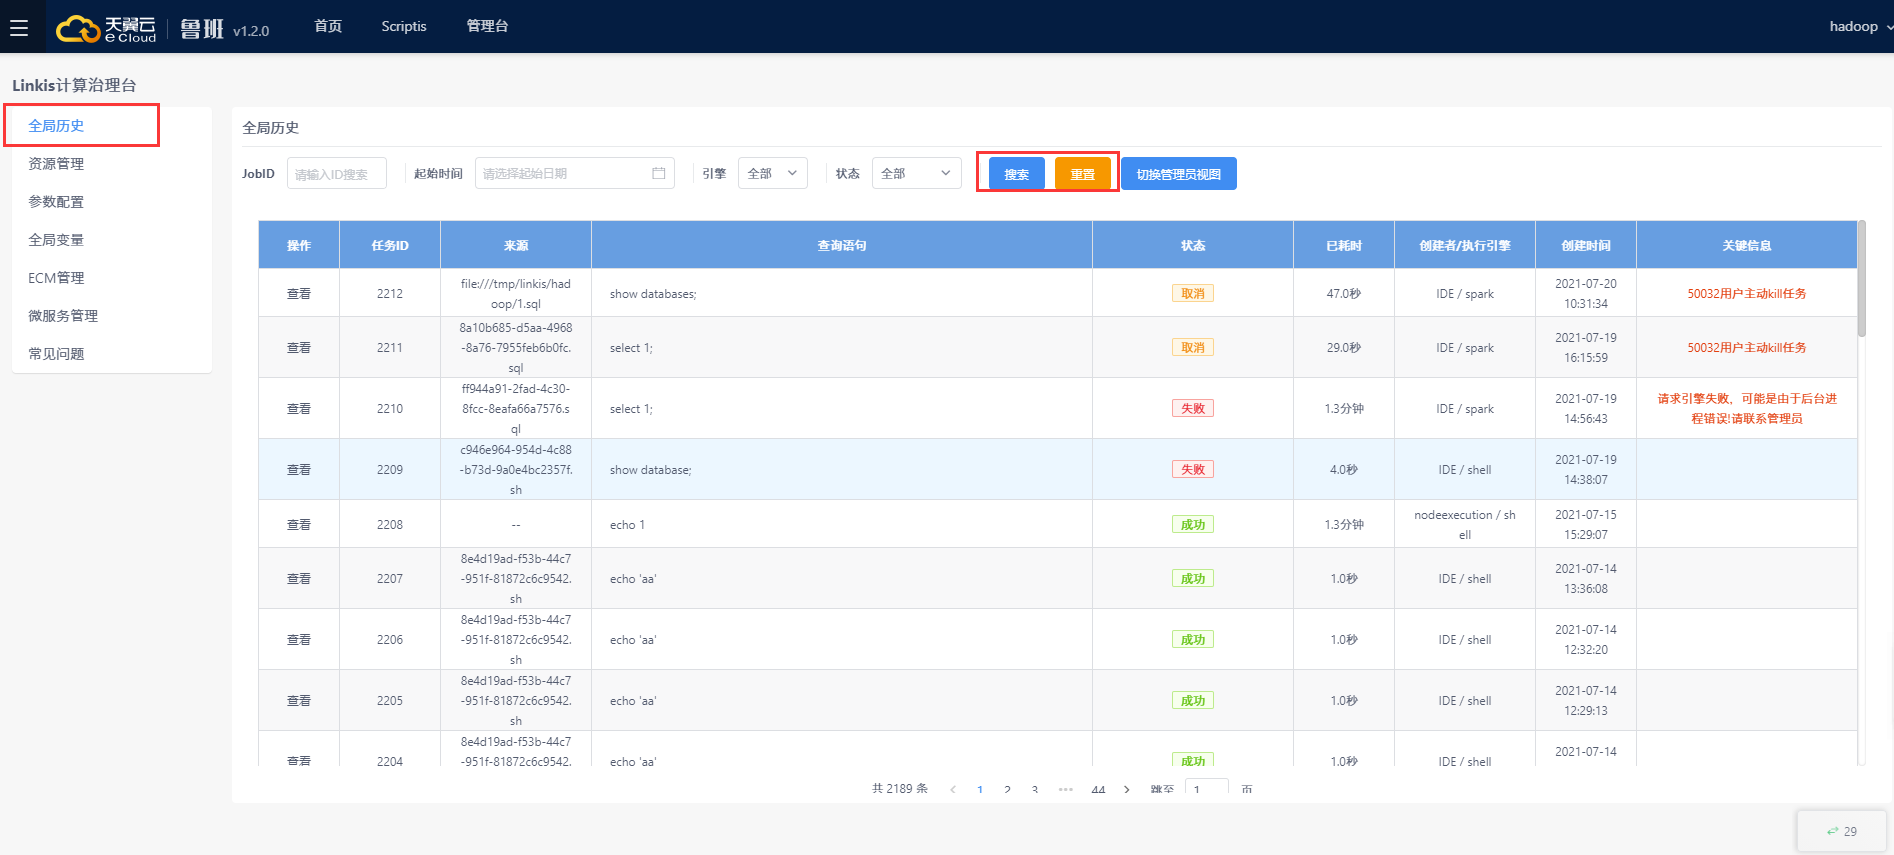 天翼云
e Cloud
鲁班 v1.2.0
首页 Scriptis 管理台
hadoop
Linkis计算治理台
全局历史
资源管理
参数配置
全局变量
ECM管理
微服务管理
常见问题
全局历史
JobID 请输入ID搜索 起始时间 请选择起始日期 引擎 全部 状态 全部 搜索 重置 切换管理员视图
操作 任务ID 来源 查询语句 状态 已耗时 创建者/执行引擎 创建时间 关键信息
查看 2212 file:///tmp/linkis/had
oop/1.sql show databases; 取消 47.0秒 IDE / spark 2021-07-20
10:31:34 50032用户主动kill任务
查看 2211 8a10b685-d5aa-4968
-8a76-7955feb6b0fc.
sql select 1; 取消 29.0秒 IDE / spark 2021-07-19
16:15:59 50032用户主动kill任务
查看 2210 ff944a91-2fad-4c30-
8fcc-8eafa66a7576.s
ql select 1; 失败 1.3分钟 IDE / spark 2021-07-19
14:56:43 请求引擎失败，可能是由于后台进
程错误!请联系管理员
查看 2209 c946e964-954d-4c88
-b73d-9a0e4bc2357f.
sh show database; 失败 4.0秒 IDE / shell 2021-07-19
14:38:07
查看 2208 -- echo 1 成功 1.3分钟 nodeexecution / sh
ell 2021-07-15
15:29:07
查看 2207 8e4d19ad-f53b-44c7
-951f-81872c6c9542.
sh echo 'aa' 成功 1.0秒 IDE / shell 2021-07-14
13:36:08
查看 2206 8e4d19ad-f53b-44c7
-951f-81872c6c9542.
sh echo 'aa' 成功 1.0秒 IDE / shell 2021-07-14
12:32:20
查看 2205 8e4d19ad-f53b-44c7
-951f-81872c6c9542.
sh echo 'aa' 成功 1.0秒 IDE / shell 2021-07-14
12:29:13
查看 2204 8e4d19ad-f53b-44c7
-951f-81872c6c9542. echo 'aa' 成功 1.0秒 IDE / shell 2021-07-14
共 2189 条 1 2 3 ··· 44 跳至 1 页
29